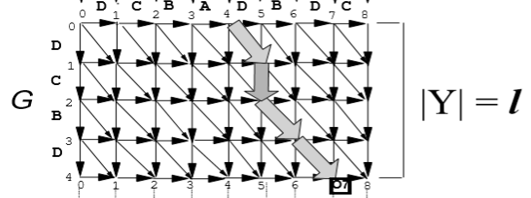 D C B A D B D C
0 1 2 3 4 5 6 7 8
0
D
1
C
G
2
|Y| = l
B
3
D
4
0 1 2 3 4 5 6 7 8